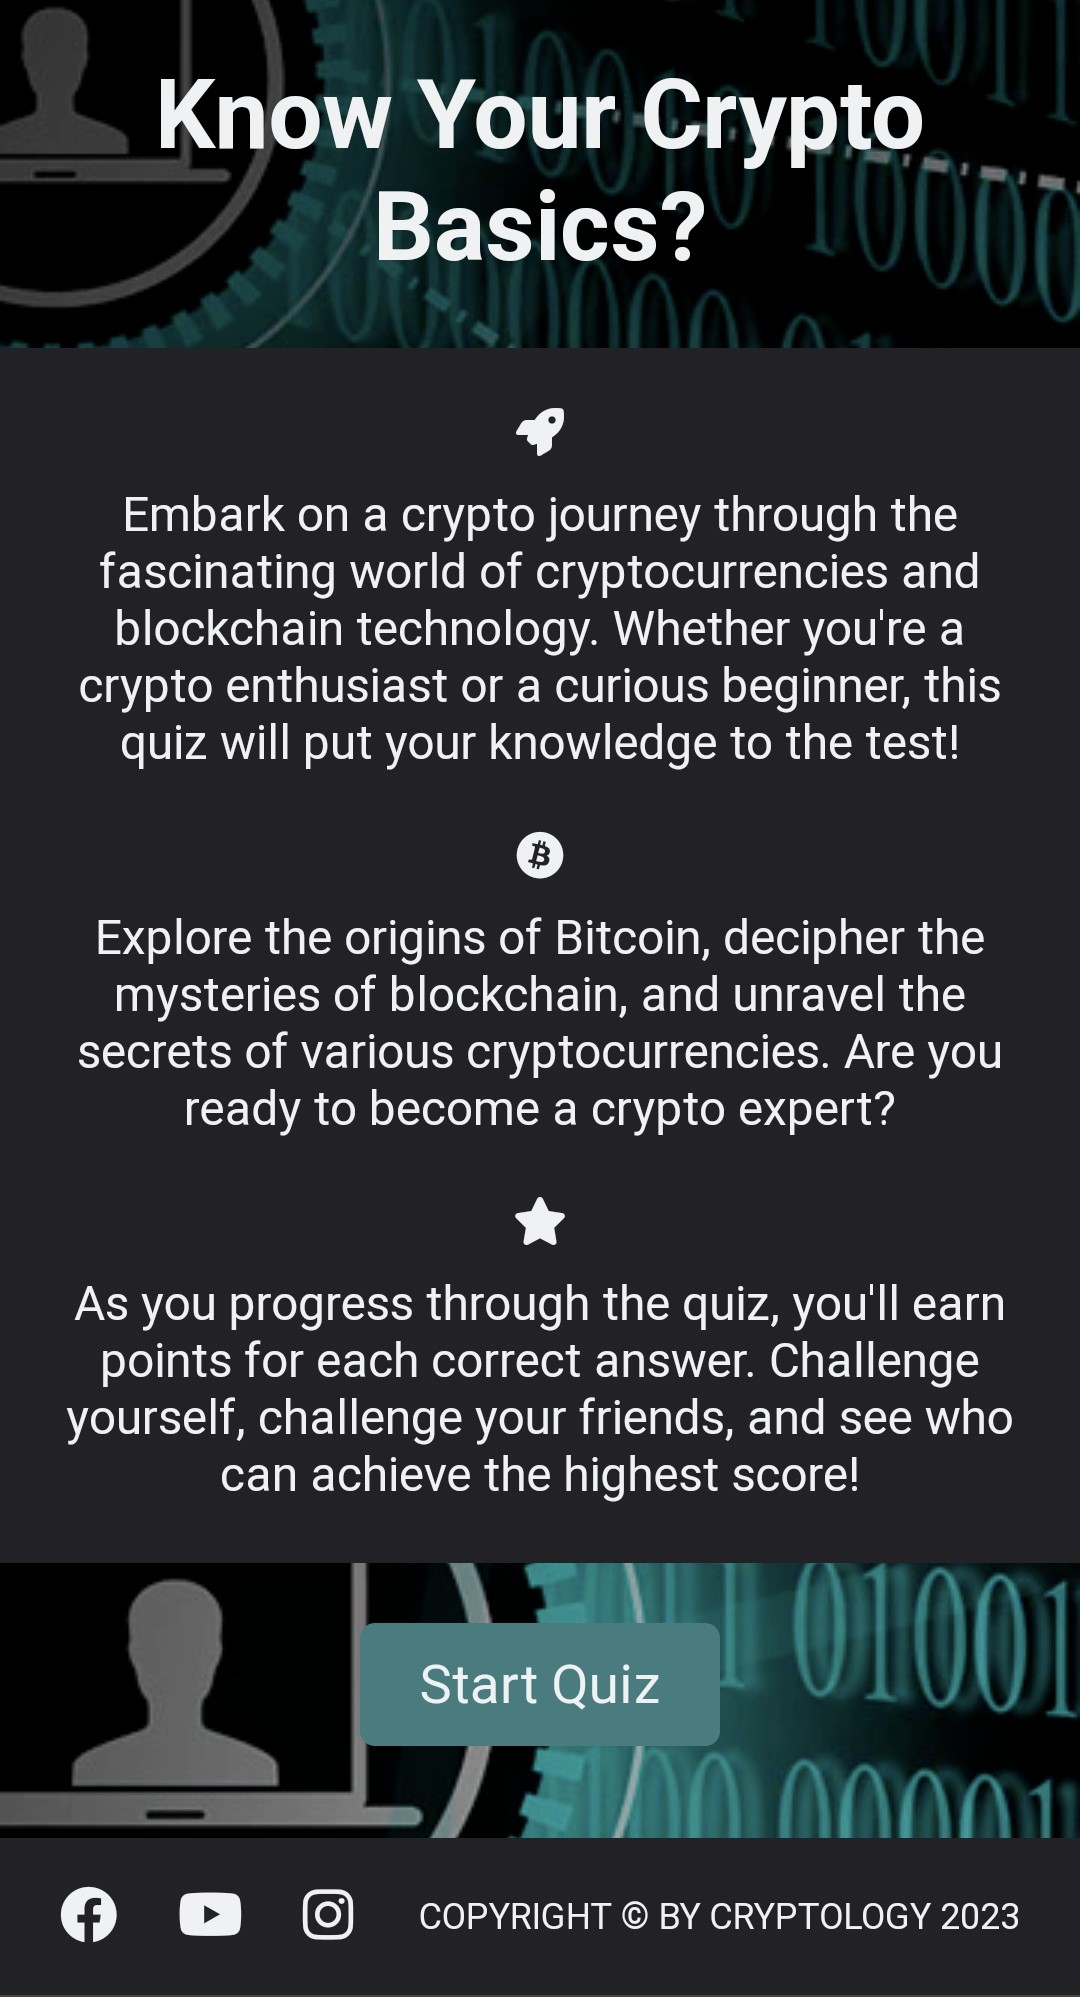 Know Your Crypto
Basics?
Embark on a crypto journey through the
fascinating world of cryptocurrencies and
blockchain technology. Whether you're a
crypto enthusiast or a curious beginner, this
quiz will put your knowledge to the test!
Explore the origins of Bitcoin, decipher the
mysteries of blockchain, and unravel the
secrets of various cryptocurrencies. Are you
ready to become a crypto expert?
As you progress through the quiz, you'll earn
points for each correct answer. Challenge
yourself, challenge your friends, and see who
can achieve the highest score!
Start Quiz
COPYRIGHT © BY CRYPTOLOGY 2023